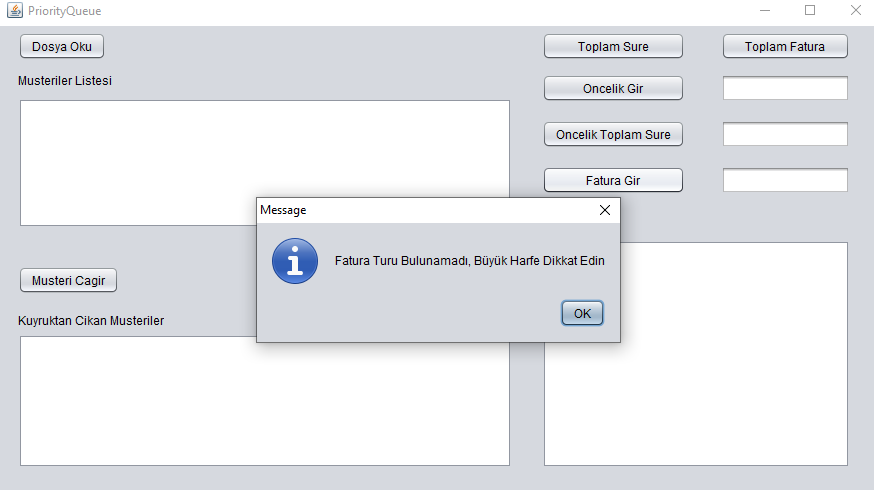 PriorityQueue
Dosya Oku
Toplam Sure
Toplam Fatura
Musteriler Listesi
Oncelik Gir
Oncelik Toplam Sure
Fatura Gir
Message
Fatura Turu Bulunamadı, Büyük Harfe Dikkat Edin
OK
Musteri Cagir
Kuyruktan Cikan Musteriler